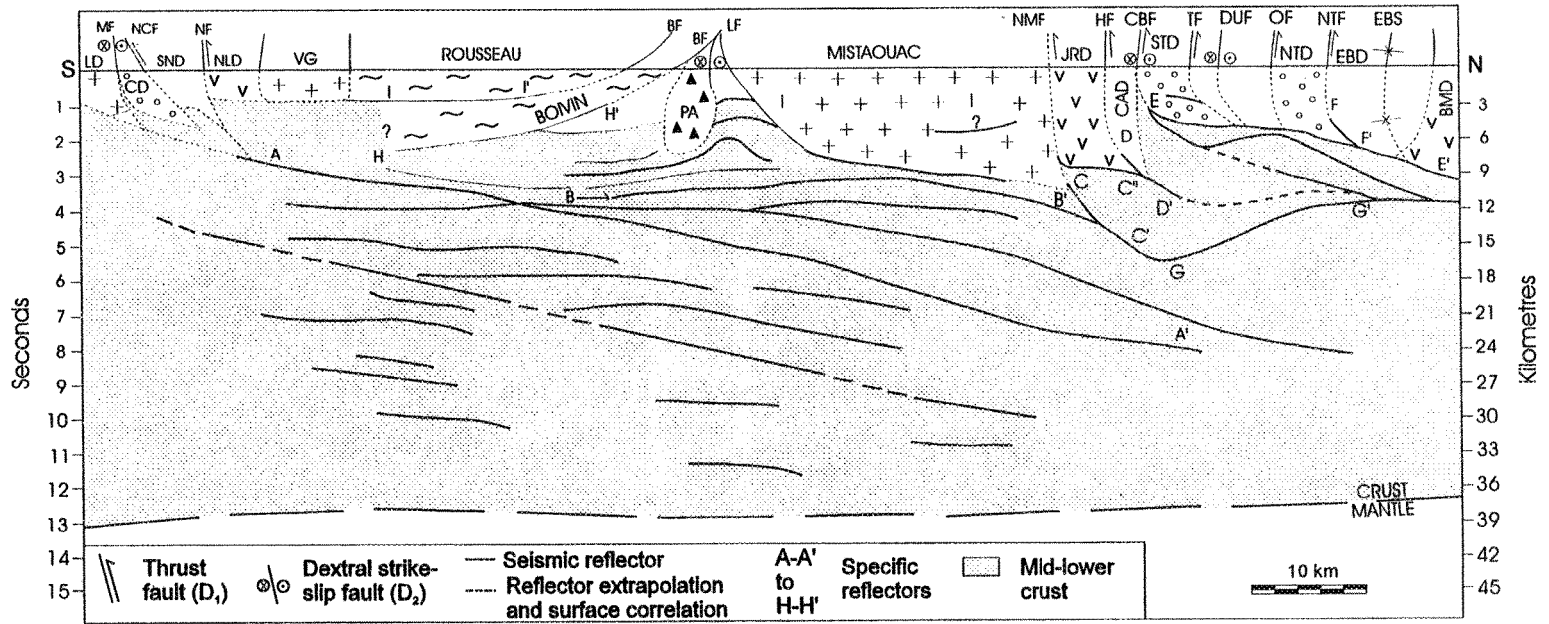 MF NCF NF BF LF NMF HF CBF TF DUF OF NTF EBS
BF
LD SND NLD VG ROUSSEAU MISTAOUAC JRD STD NTD EBD
S N
CD I I' BOIVIN H' PA CAD E F BMD
? ? D
H F' E'
A B B' C C'' D' G' C'
G
A'
Seconds
1
2
3
4
5
6
7
8
9
10
11
12
13
14
15
Kilometres
3
6
9
12
15
18
21
24
27
30
33
36
39
42
45
CRUST
MANTLE
Thrust
fault (D₁)
Dextral strike-
slip fault (D₂)
Seismic reflector
Reflector extrapolation
and surface correlation
A-A'
to
H-H'
Specific
reflectors
Mid-lower
crust
10 km